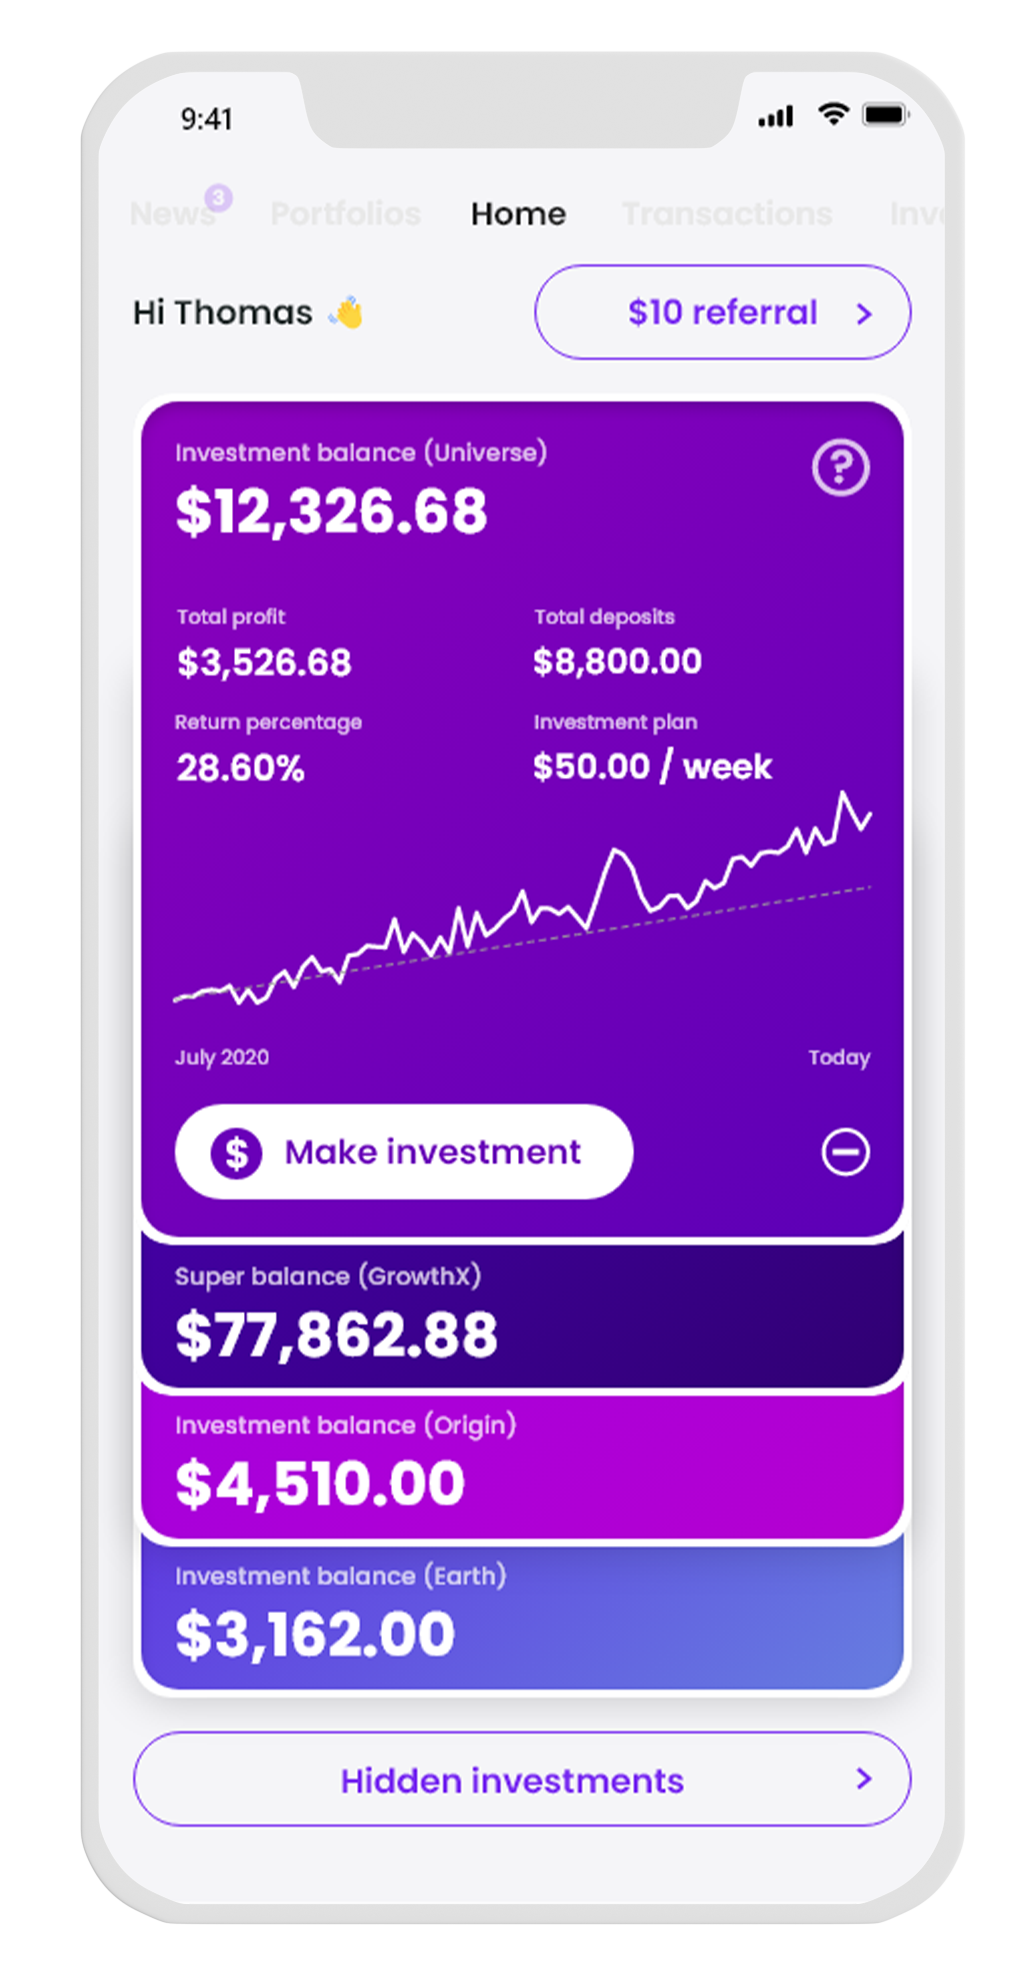 9:41
News 3 Portfolios Home Transactions
Hi Thomas 👋 $10 referral >
Investment balance (Universe)
?
$12,326.68
Total profit Total deposits
$3,526.68 $8,800.00
Return percentage Investment plan
28.60% $50.00 / week
July 2020 Today
$ Make investment
Super balance (GrowthX)
$77,862.88
Investment balance (Origin)
$4,510.00
Investment balance (Earth)
$3,162.00
Hidden investments >